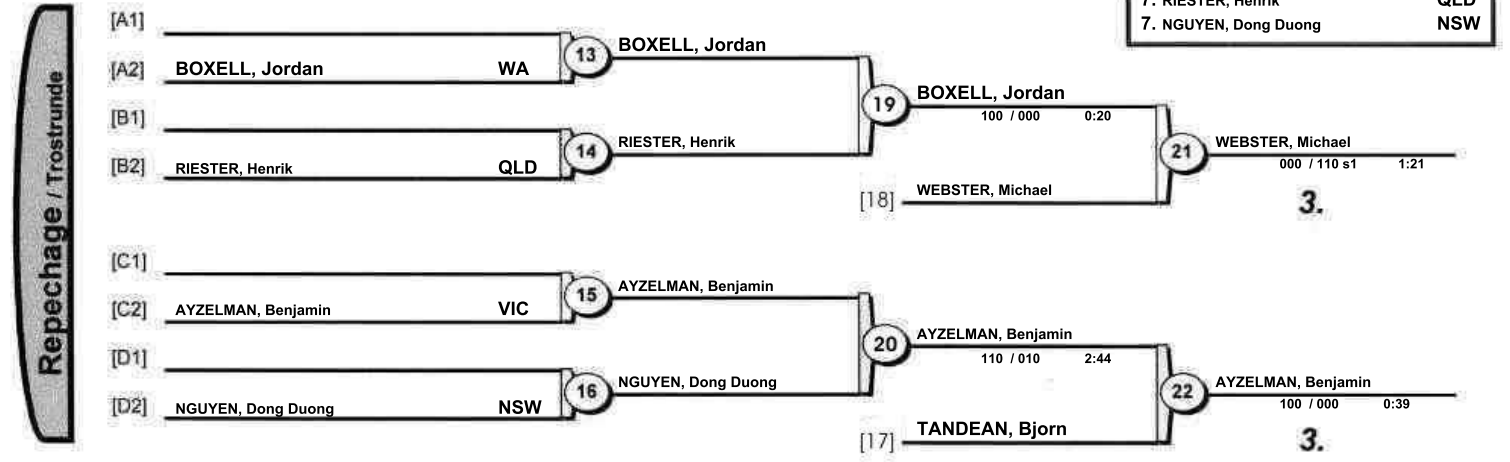 7. RIESTER, Henrik QLD
7. NGUYEN, Dong Duong NSW
Repechage / Trostrunde
[A1]
13 BOXELL, Jordan
[A2] BOXELL, Jordan WA
19 BOXELL, Jordan
100 / 000 0:20
[B1]
14 RIESTER, Henrik
[B2] RIESTER, Henrik QLD
21 WEBSTER, Michael
000 / 110 s1 1:21
[18] WEBSTER, Michael
3.
[C1]
15 AYZELMAN, Benjamin
[C2] AYZELMAN, Benjamin VIC
20 AYZELMAN, Benjamin
110 / 010 2:44
[D1]
16 NGUYEN, Dong Duong
[D2] NGUYEN, Dong Duong NSW
22 AYZELMAN, Benjamin
100 / 000 0:39
[17] TANDEAN, Bjorn
3.